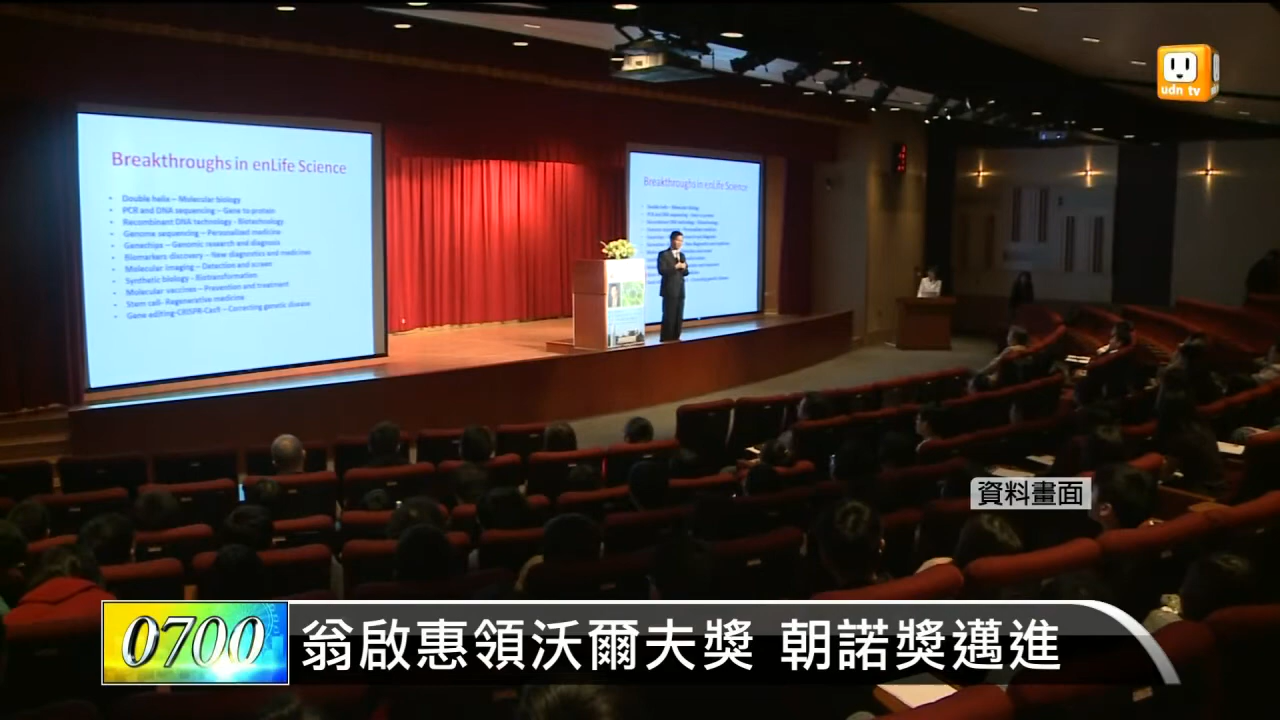 udn tv
Breakthroughs in enLife Science
• Double helix – Molecular biology
• PCR and DNA sequencing – Gene to protein
• Recombinant DNA technology - Biotechnology
• Genome sequencing – Personalized medicine
• Genechips – Genomic research and diagnosis
• Biomarkers discovery – New diagnostics and medicines
• Molecular imaging – Detection and screen
• Synthetic biology - Biotransformation
• Molecular vaccines – Prevention and treatment
• Stem cell- Regenerative medicine
• Gene editing-CRISPR-Cas9 – Correcting genetic disease
Breakthroughs in enLife Science
資料畫面
0700
翁啟惠領沃爾夫獎 朝諾獎邁進